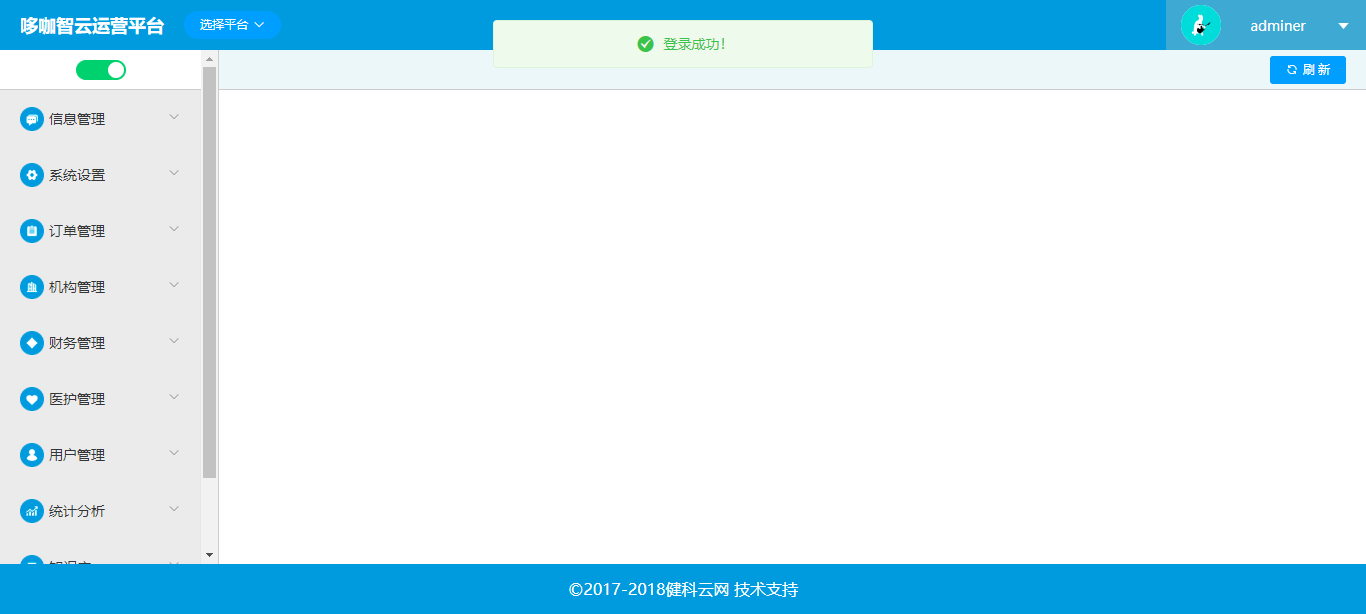 哆咖智云运营平台
选择平台
登录成功!
adminer
刷 新
信息管理
系统设置
订单管理
机构管理
财务管理
医护管理
用户管理
统计分析
©2017-2018健科云网 技术支持